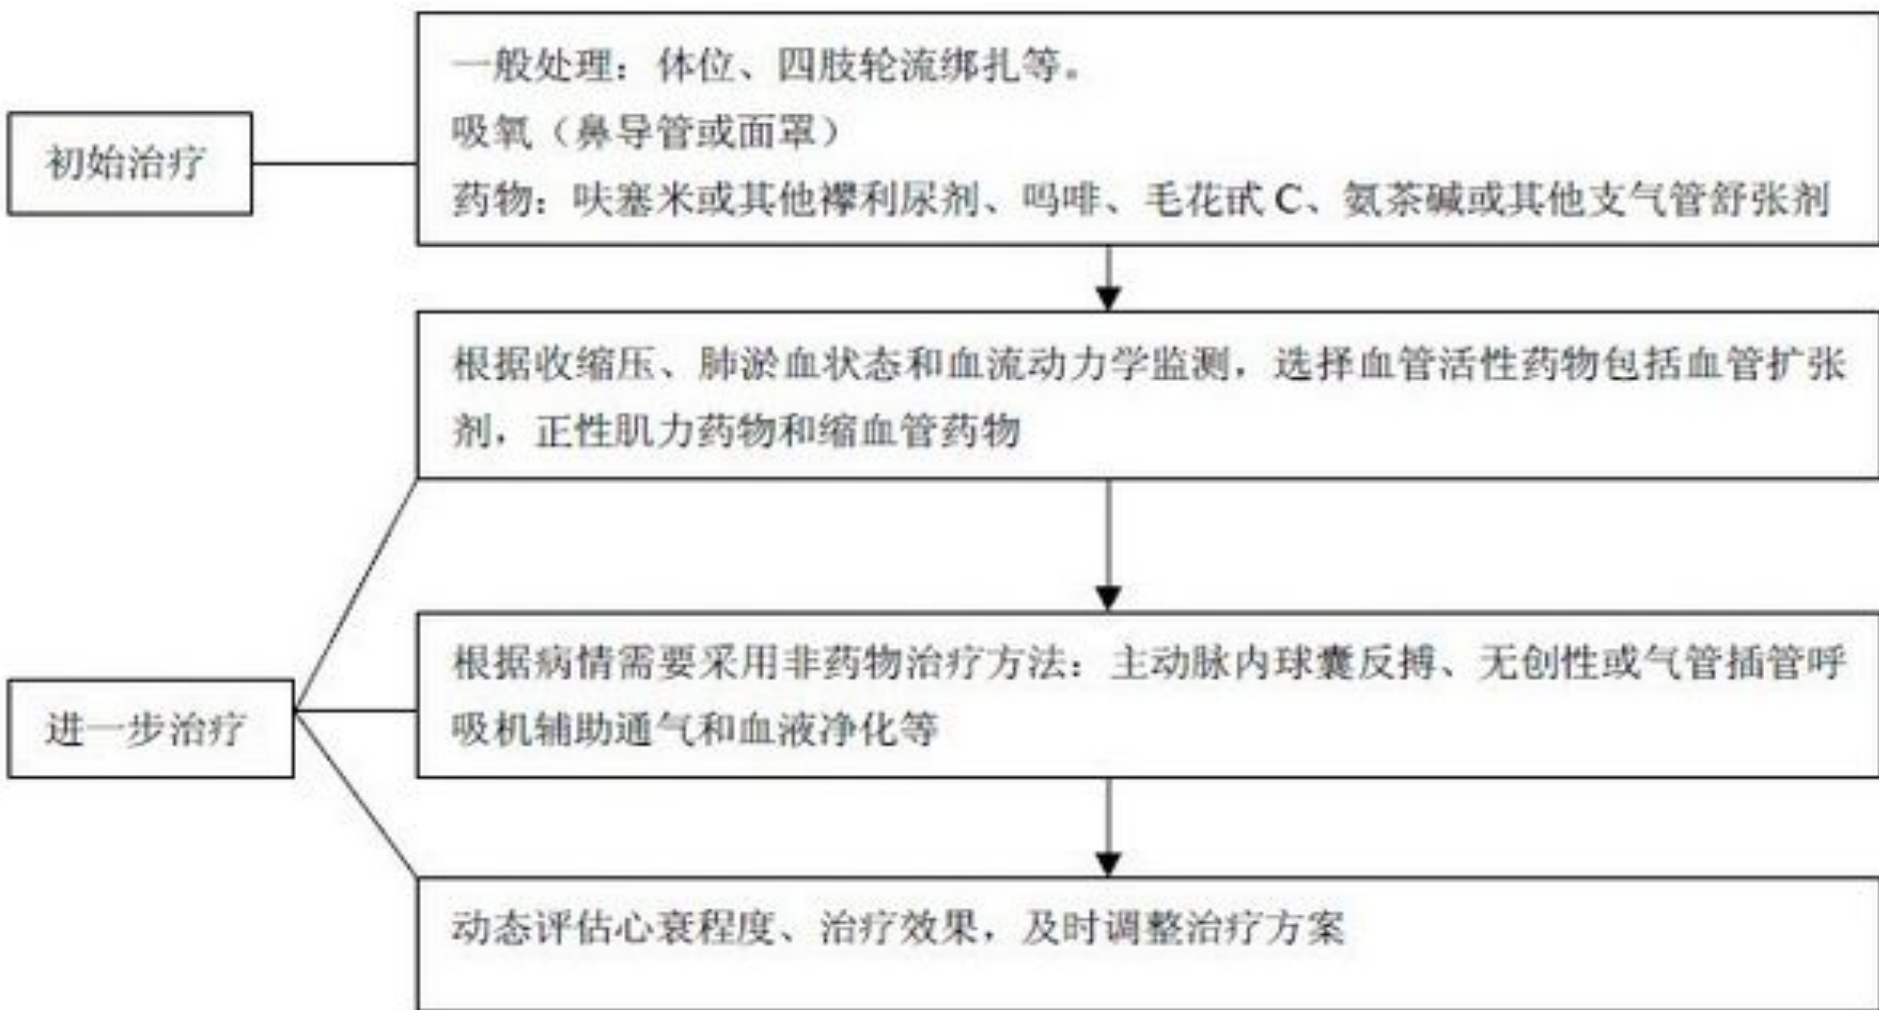 初始治疗
一般处理：体位、四肢轮流绑扎等。
吸氧（鼻导管或面罩）
药物：呋塞米或其他襻利尿剂、吗啡、毛花甙 C、氨茶碱或其他支气管舒张剂
根据收缩压、肺淤血状态和血流动力学监测，选择血管活性药物包括血管扩张
剂，正性肌力药物和缩血管药物
进一步治疗
根据病情需要采用非药物治疗方法：主动脉内球囊反搏、无创性或气管插管呼
吸机辅助通气和血液净化等
动态评估心衰程度、治疗效果，及时调整治疗方案